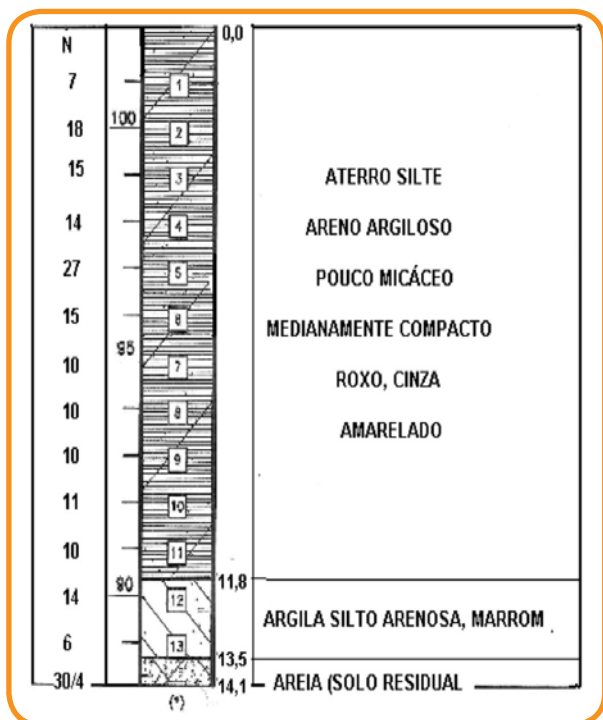 N 0,0
7 1
100
18 2
15 3 ATERRO SILTE
14 4 ARENO ARGILOSO
27 5 POUCO MICÁCEO
15 6 MEDIANAMENTE COMPACTO
95
10 7 ROXO, CINZA
10 8
AMARELADO
10 9
11 10
10 11
90 11,8
14 12
ARGILA SILTO ARENOSA, MARROM
6 13
13,5
30/4 14,1 AREIA (SOLO RESIDUAL
(*)